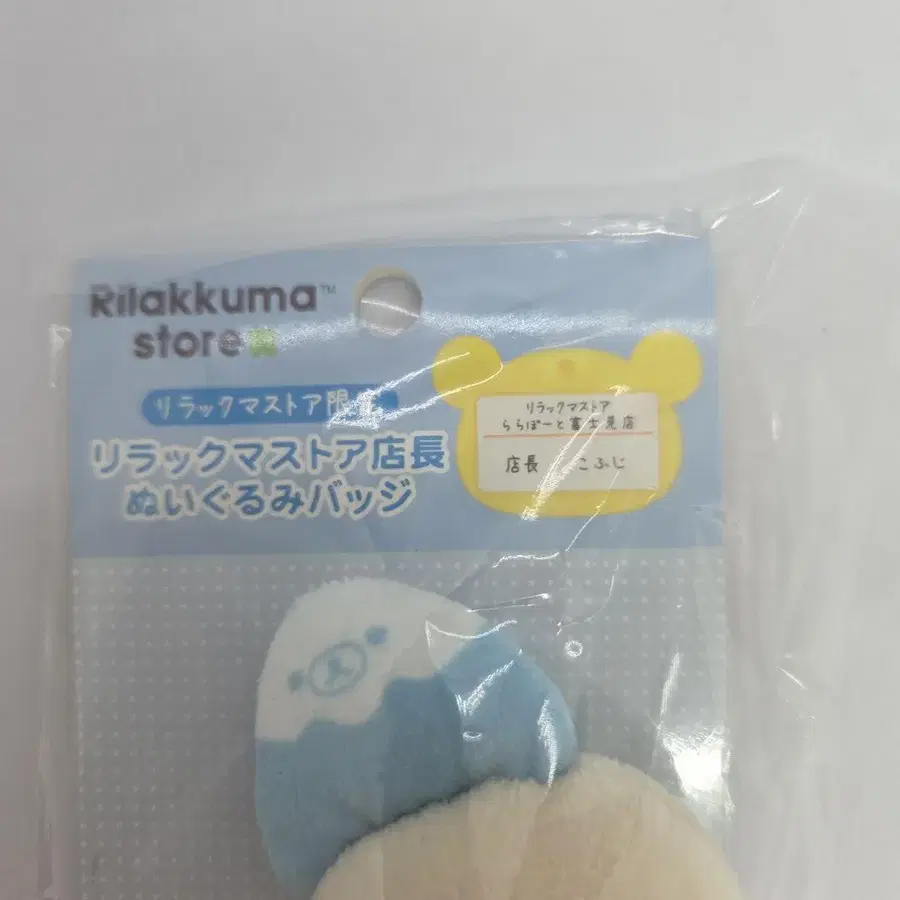 Rilakkuma™
store
リラックマストア限定
リラックマストア店長
ぬいぐるみバッジ
リラックマストア
ららぽーと富士見店
店長 こふじ